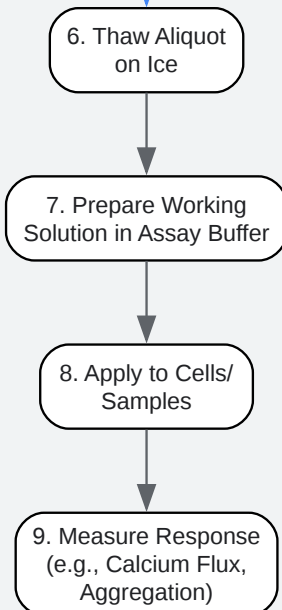 6. Thaw Aliquot
on Ice
7. Prepare Working
Solution in Assay Buffer
8. Apply to Cells/
Samples
9. Measure Response
(e.g., Calcium Flux,
Aggregation)